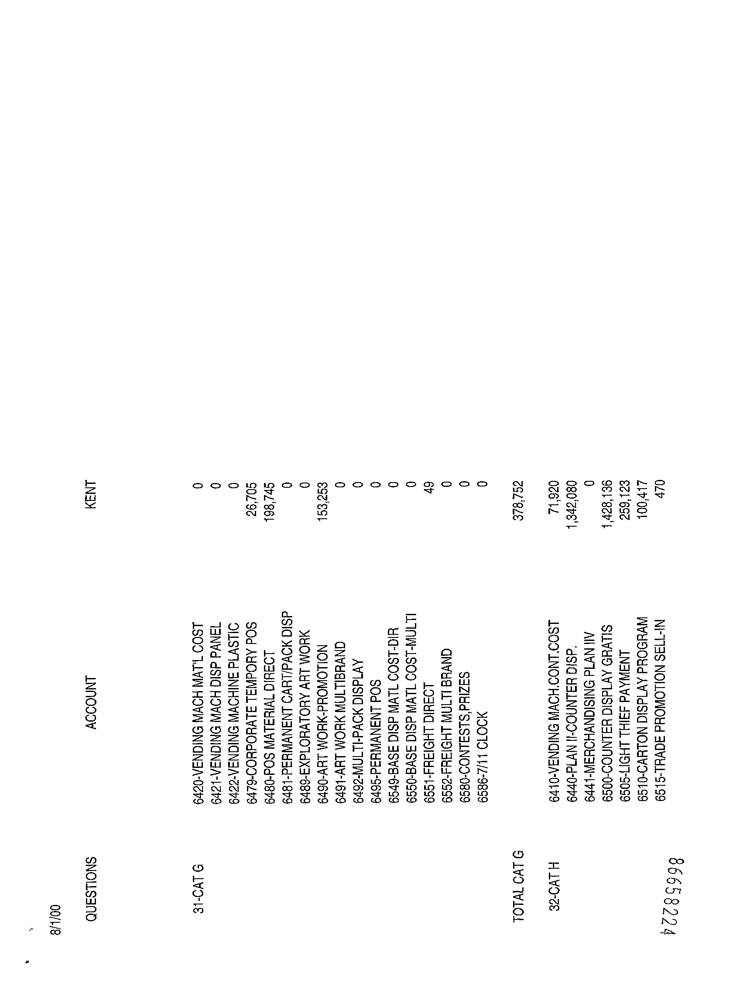 8/1/00
QUESTIONS ACCOUNT KENT
31-CAT G 6420-VENDING MACH MAT'L COST 0
6421-VENDING MACH DISP PANEL 0
6422-VENDING MACHINE PLASTIC 0
6479-CORPORATE TEMPORY POS 26,705
6480-POS MATERIAL DIRECT 198,745
6481-PERMANENT CART/PACK DISP 0
6489-EXPLORATORY ART WORK 0
6490-ART WORK-PROMOTION 153,253
6491-ART WORK MULTIBRAND 0
6492-MULTI-PACK DISPLAY 0
6495-PERMANENT POS 0
6549-BASE DISP MATL COST-DIR 0
6550-BASE DISP MATL COST-MULTI 0
6551-FREIGHT DIRECT 49
6552-FREIGHT MULTI BRAND 0
6580-CONTESTS,PRIZES 0
6586-7/11 CLOCK 0
TOTAL CAT G 378,752
32-CAT H 6410-VENDING MACH.CONT.COST 71,920
6440-PLAN II-COUNTER DISP. 1,342,080
6441-MERCHANDISING PLAN IIV 0
6500-COUNTER DISPLAY GRATIS 1,428,136
6505-LIGHT THIEF PAYMENT 259,123
6510-CARTON DISPLAY PROGRAM 100,417
6515-TRADE PROMOTION SELL-IN 470
86658224